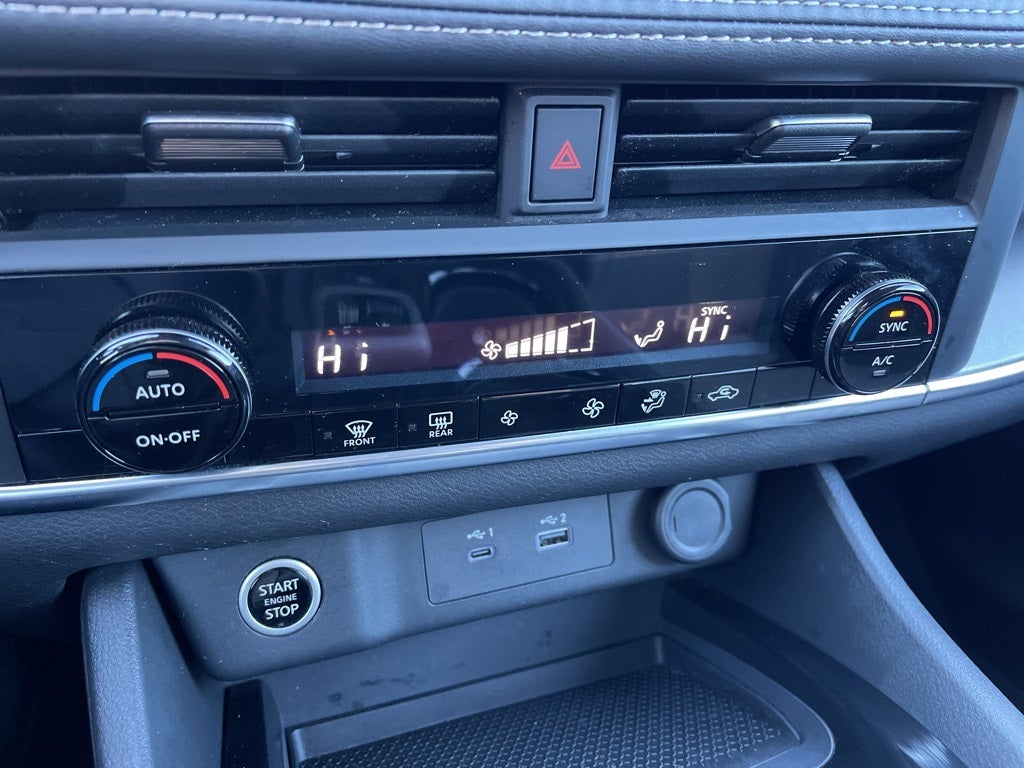 SYNC
Hi
Hi
AUTO
ON·OFF
SYNC
A/C
FRONT
REAR
1
2
START
ENGINE
STOP